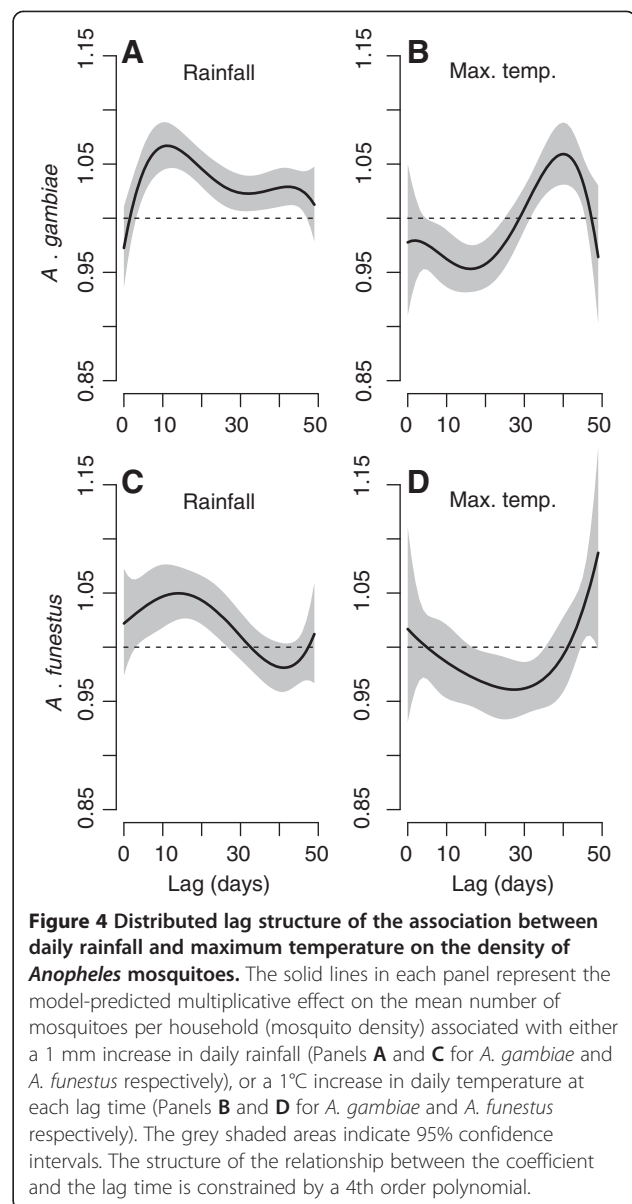 A Rainfall
B Max. temp.
1.15
1.05
0.95
0.85
A. gambiae
1.15
1.05
0.95
0.85
0 10 30 50
0 10 30 50
C Rainfall
D Max. temp.
1.15
1.05
0.95
0.85
A. funestus
1.15
1.05
0.95
0.85
0 10 30 50
0 10 30 50
Lag (days)
Lag (days)
Figure 4 Distributed lag structure of the association between
daily rainfall and maximum temperature on the density of
Anopheles mosquitoes. The solid lines in each panel represent the
model-predicted multiplicative effect on the mean number of
mosquitoes per household (mosquito density) associated with either
a 1 mm increase in daily rainfall (Panels A and C for A. gambiae and
A. funestus respectively), or a 1°C increase in daily temperature at
each lag time (Panels B and D for A. gambiae and A. funestus
respectively). The grey shaded areas indicate 95% confidence
intervals. The structure of the relationship between the coefficient
and the lag time is constrained by a 4th order polynomial.